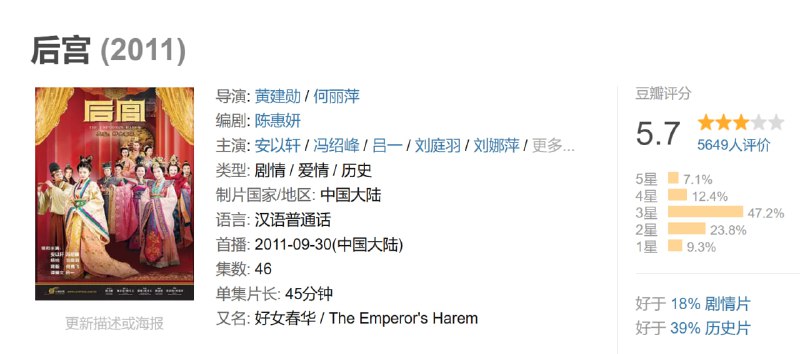 后宫 (2011)
后宫
THE EMPEROR'S HAREM
更新描述或海报
导演: 黄建勋 / 何丽萍
编剧: 陈惠妍
主演: 安以轩 / 冯绍峰 / 吕一 / 刘庭羽 / 刘娜萍 / 更多...
类型: 剧情 / 爱情 / 历史
制片国家/地区: 中国大陆
语言: 汉语普通话
首播: 2011-09-30(中国大陆)
集数: 46
单集片长: 45分钟
又名: 好女春华 / The Emperor's Harem
豆瓣评分
5.7
5649人评价
5星 7.1%
4星 12.4%
3星 47.2%
2星 23.8%
1星 9.3%
好于 18% 剧情片
好于 39% 历史片